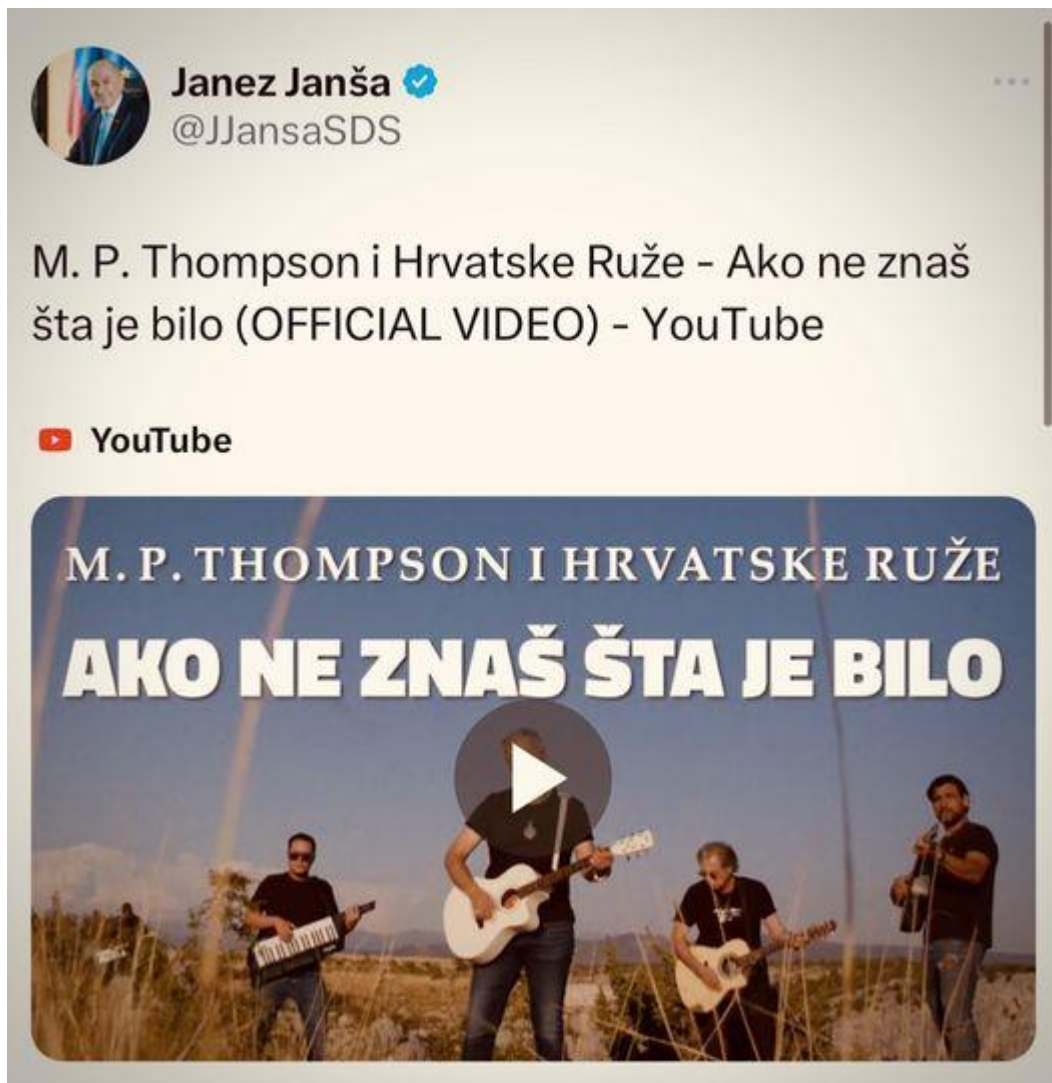 Janez Janša
@JJansaSDS
M. P. Thompson i Hrvatske Ruže - Ako ne znaš
šta je bilo (OFFICIAL VIDEO) - YouTube
YouTube
M. P. THOMPSON I HRVATSKE RUŽE
AKO NE ZNAŠ ŠTA JE BILO